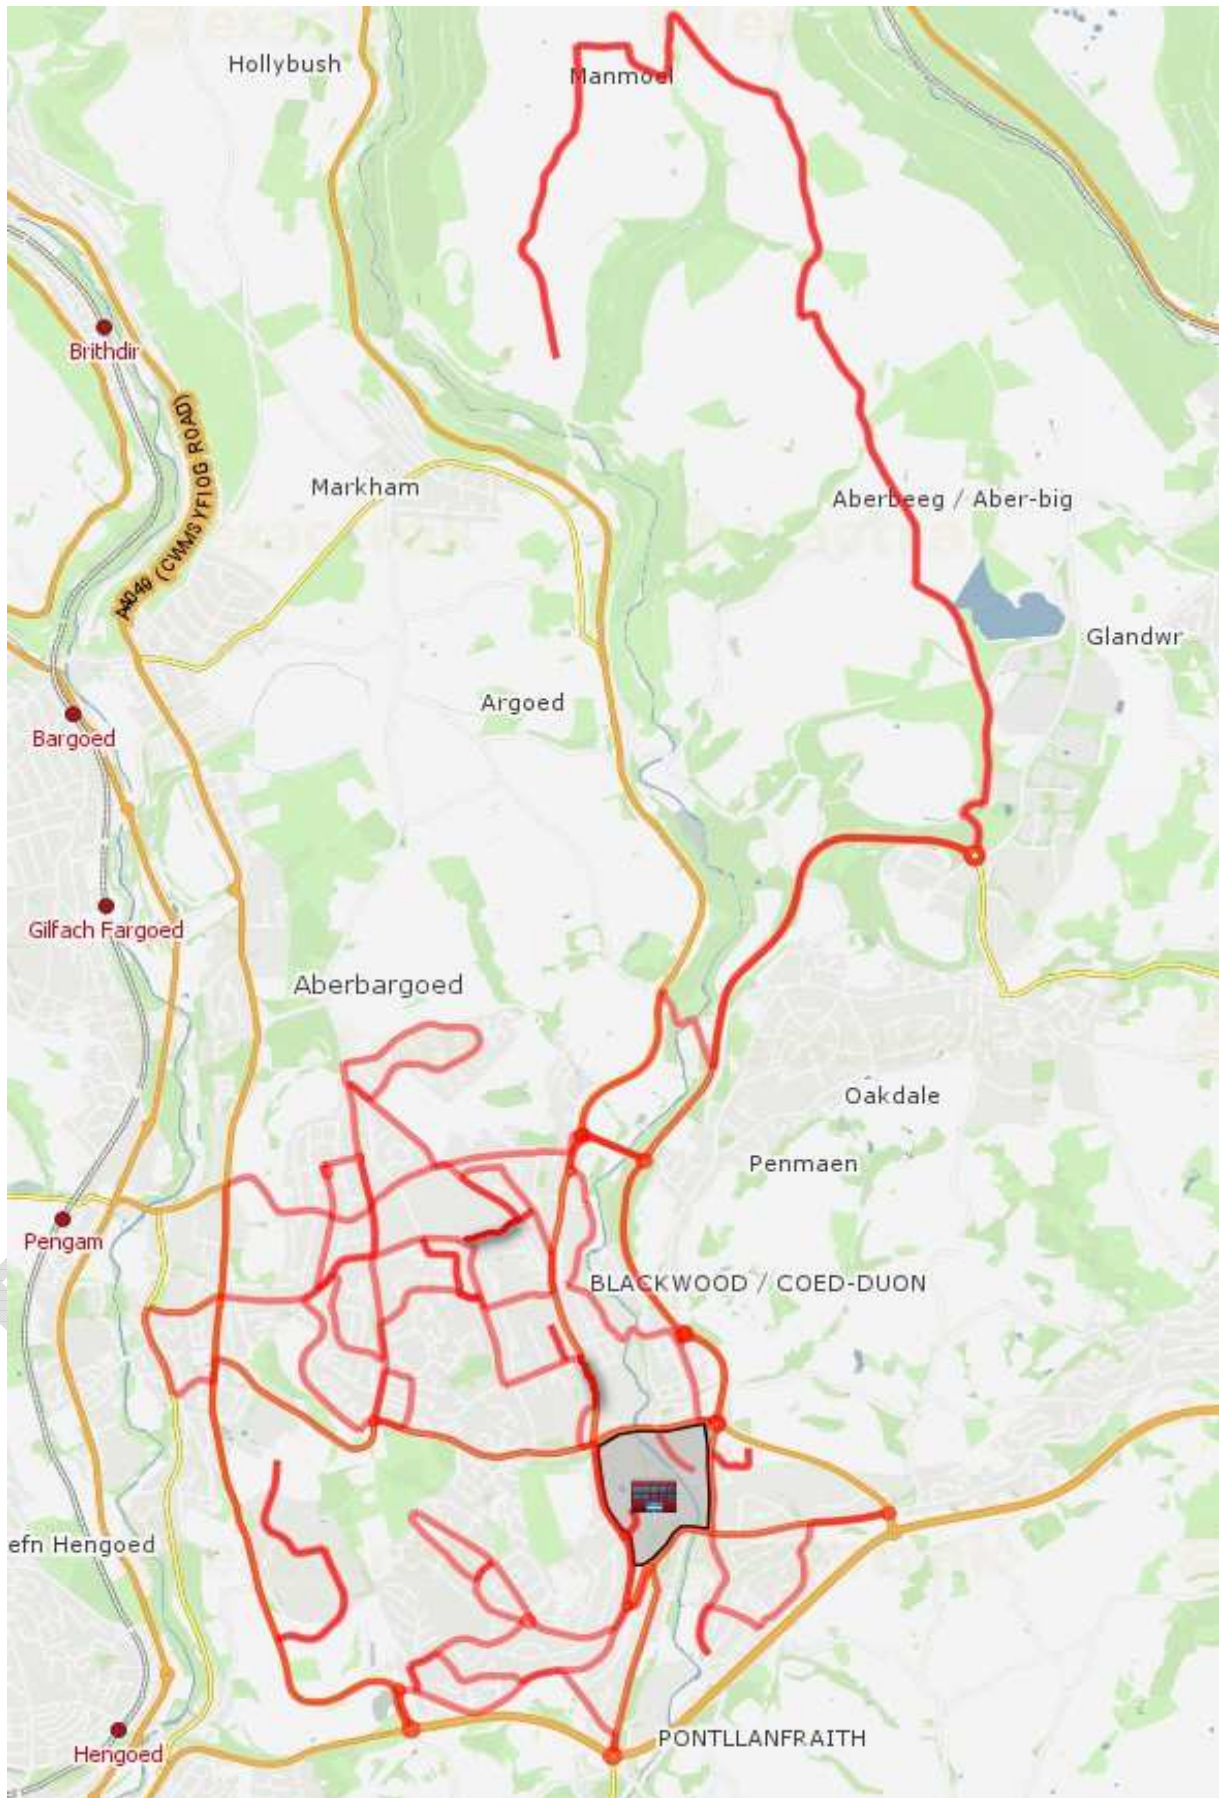 Hollybush
Manmoel
Brithdir
A4049 (CWMSYFIOG ROAD)
Markham
Aberbeeg / Aber-big
Glandwr
Argoed
Bargoed
Gilfach Fargoed
Aberbargoed
Oakdale
Penmaen
Pengam
BLACKWOOD / COED-DUON
efn Hengoed
PONTLLANFRAITH
Hengoed